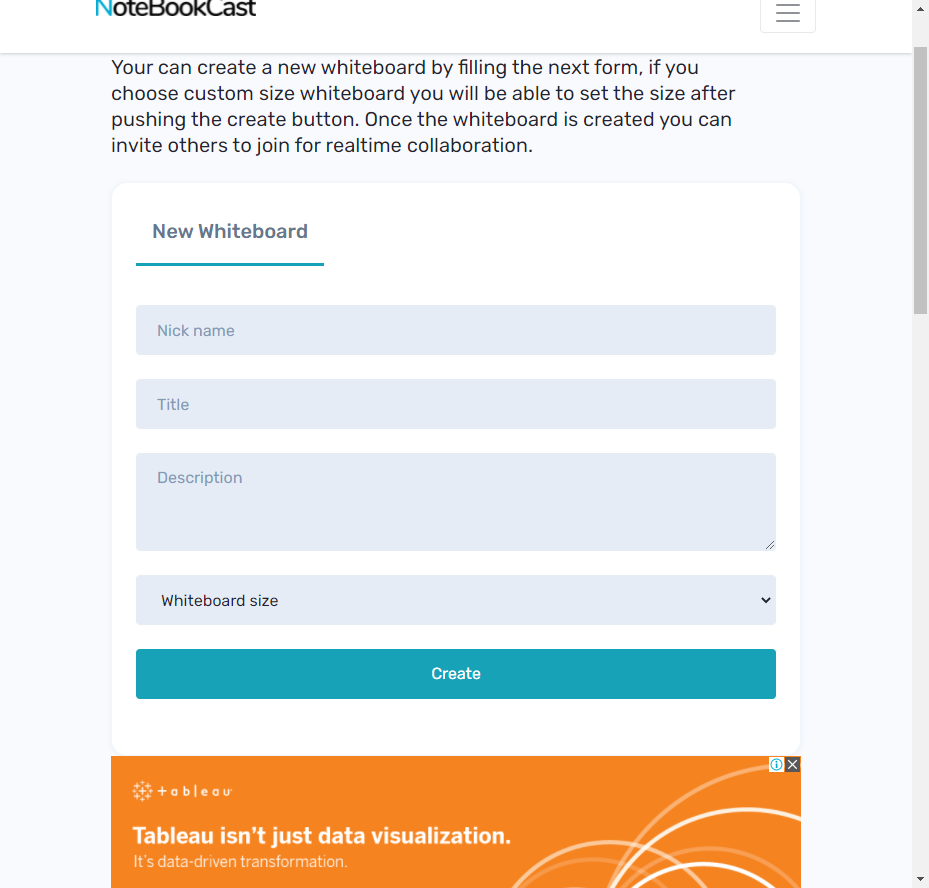 NoteBookCast
Your can create a new whiteboard by filling the next form, if you
choose custom size whiteboard you will be able to set the size after
pushing the create button. Once the whiteboard is created you can
invite others to join for realtime collaboration.
New Whiteboard
Nick name
Title
Description
Whiteboard size
Create
+ableau
Tableau isn't just data visualization.
It's data-driven transformation.